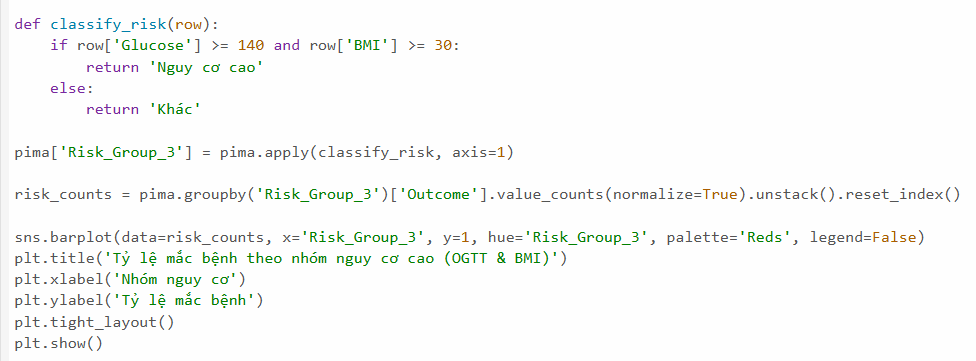 def classify_risk(row):
    if row['Glucose'] >= 140 and row['BMI'] >= 30:
        return 'Nguy cơ cao'
    else:
        return 'Khác'
pima['Risk_Group_3'] = pima.apply(classify_risk, axis=1)
risk_counts = pima.groupby('Risk_Group_3')['Outcome'].value_counts(normalize=True).unstack().reset_index()
sns.barplot(data=risk_counts, x='Risk_Group_3', y=1, hue='Risk_Group_3', palette='Reds', legend=False)
plt.title('Tỷ lệ mắc bệnh theo nhóm nguy cơ cao (OGTT & BMI)')
plt.xlabel('Nhóm nguy cơ')
plt.ylabel('Tỷ lệ mắc bệnh')
plt.tight_layout()
plt.show()